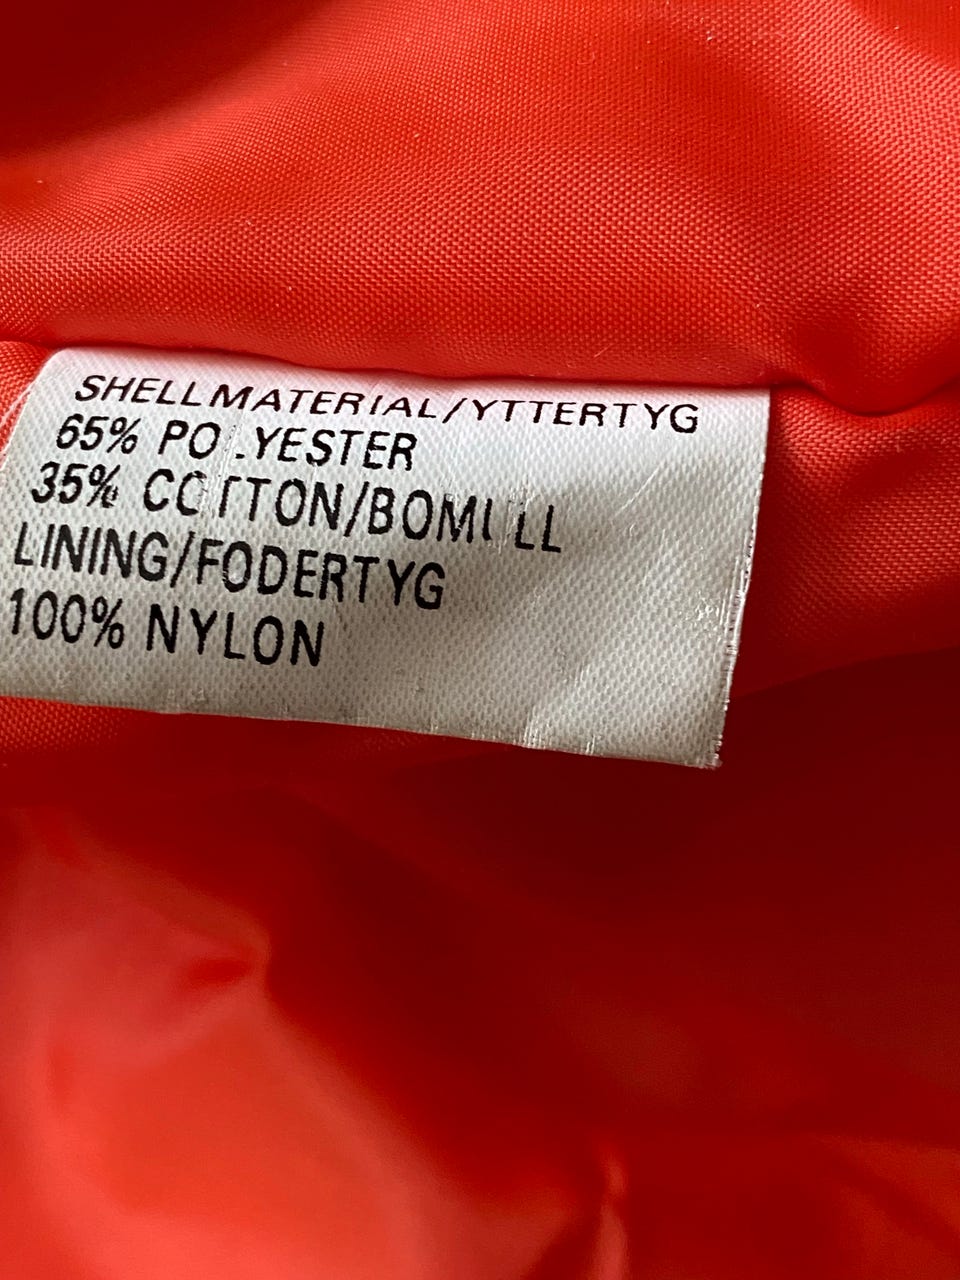 SHELLMATERIAL/YTTERTYG
65% POLYESTER
35% COTTON/BOMULL
LINING/FODERTYG
100% NYLON